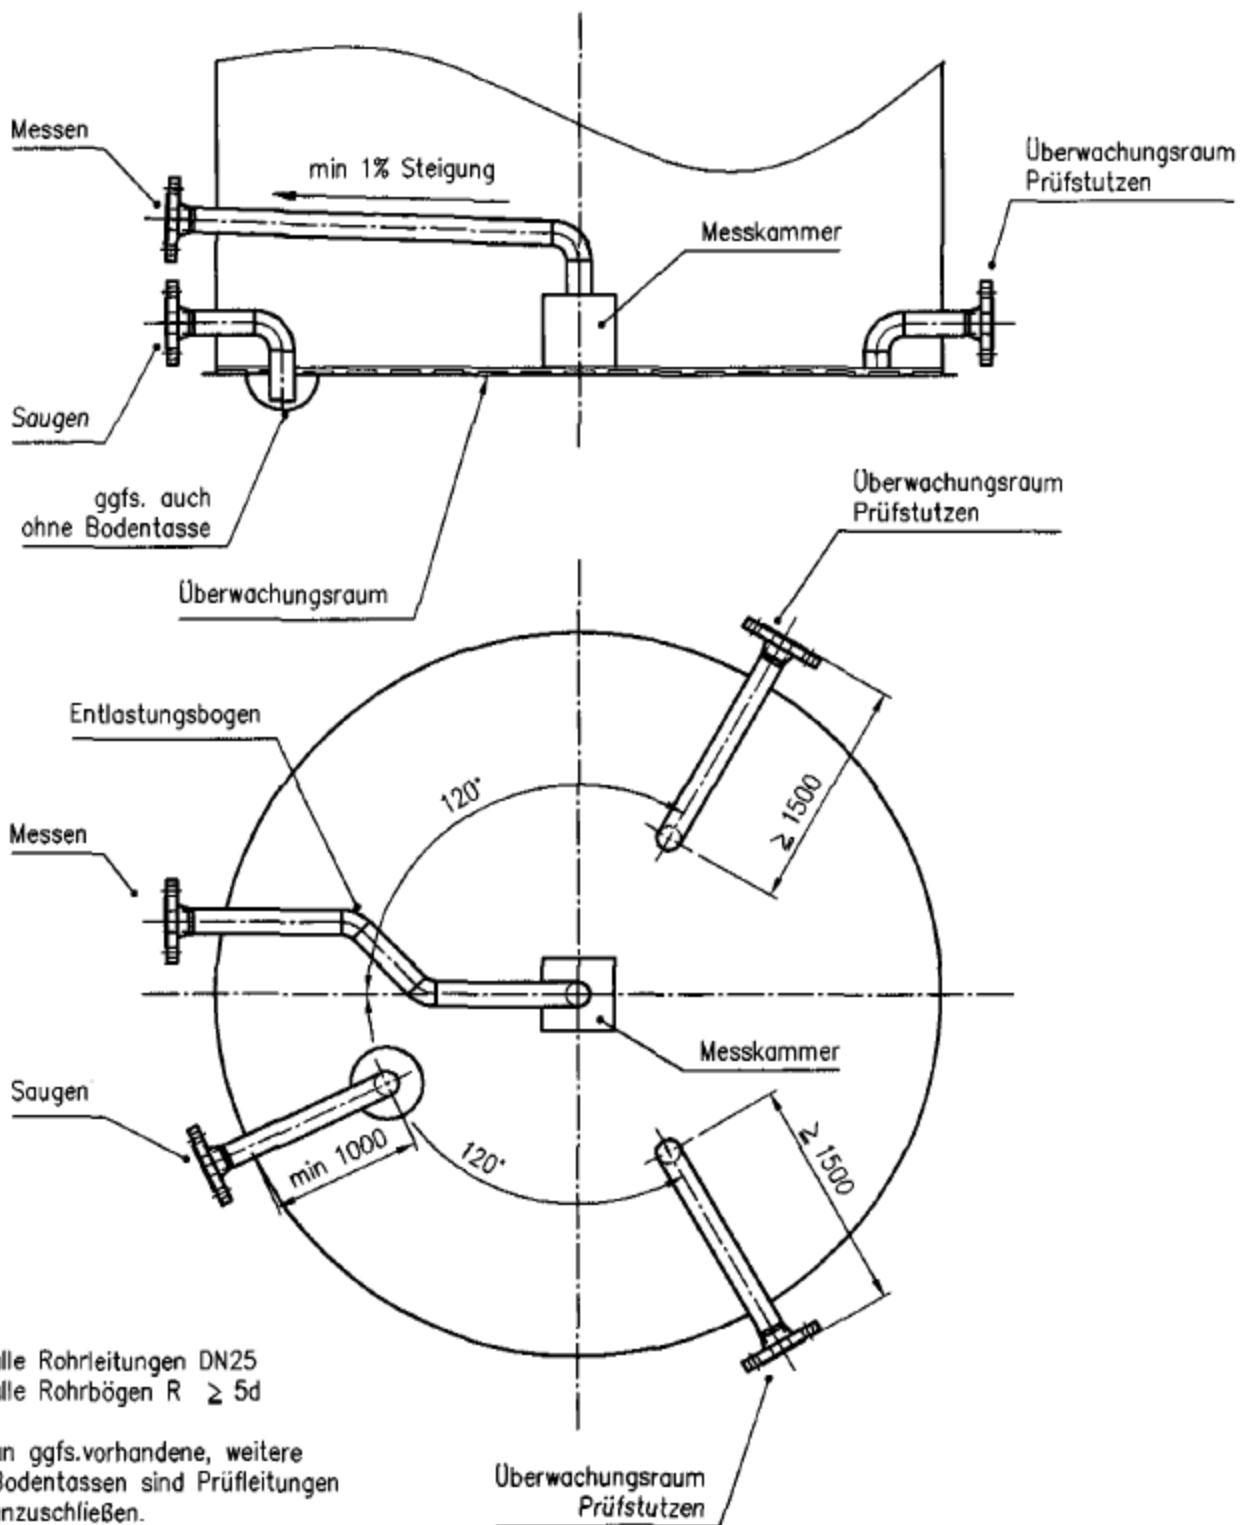 Messen
min 1% Steigung
Überwachungsraum
Prüfstutzen
Messkammer
Saugen
ggfs. auch
ohne Bodentasse
Überwachungsraum
Überwachungsraum
Prüfstutzen
Entlastungsbogen
120°
≥ 1500
Messen
Messkammer
Saugen
min 1000
120°
≥ 1500
lle Rohrleitungen DN25
lle Rohrbögen R ≥ 5d
n ggfs.vorhandene, weitere
Bodentassen sind Prüfleitungen
nzuschließen.
Überwachungsraum
Prüfstutzen